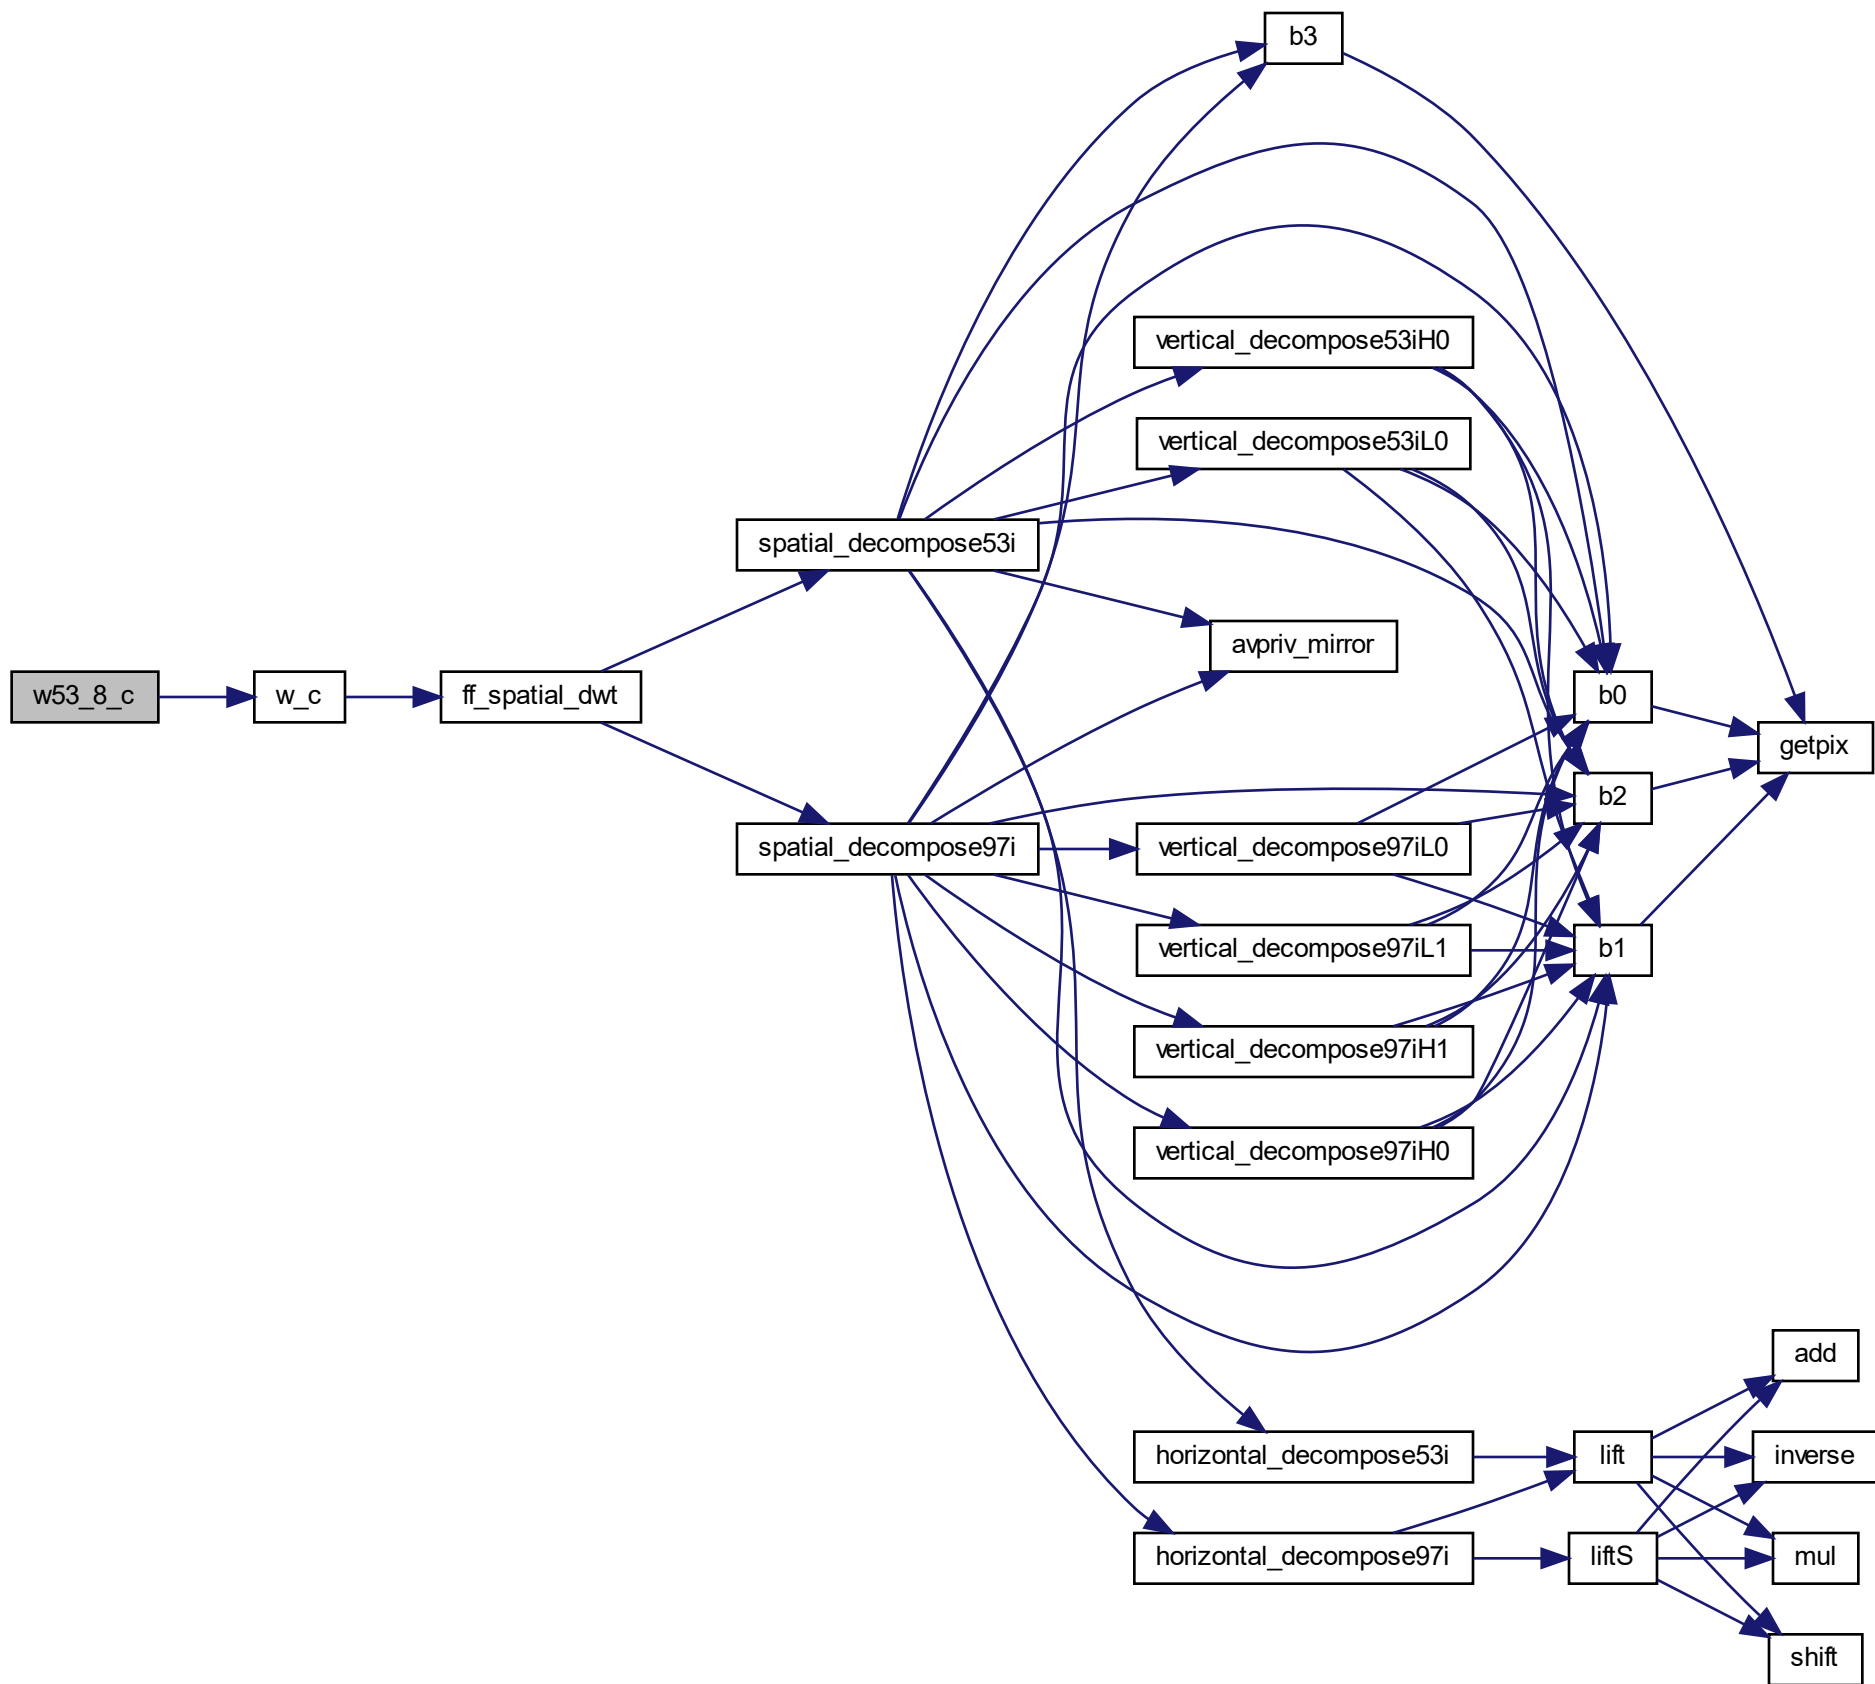 b3
vertical_decompose53iH0
vertical_decompose53iL0
spatial_decompose53i
avpriv_mirror
w53_8_c
w_c
ff_spatial_dwt
b0
getpix
b2
spatial_decompose97i
vertical_decompose97iL0
vertical_decompose97iL1
b1
vertical_decompose97iH1
vertical_decompose97iH0
add
horizontal_decompose53i
lift
inverse
horizontal_decompose97i
liftS
mul
shift